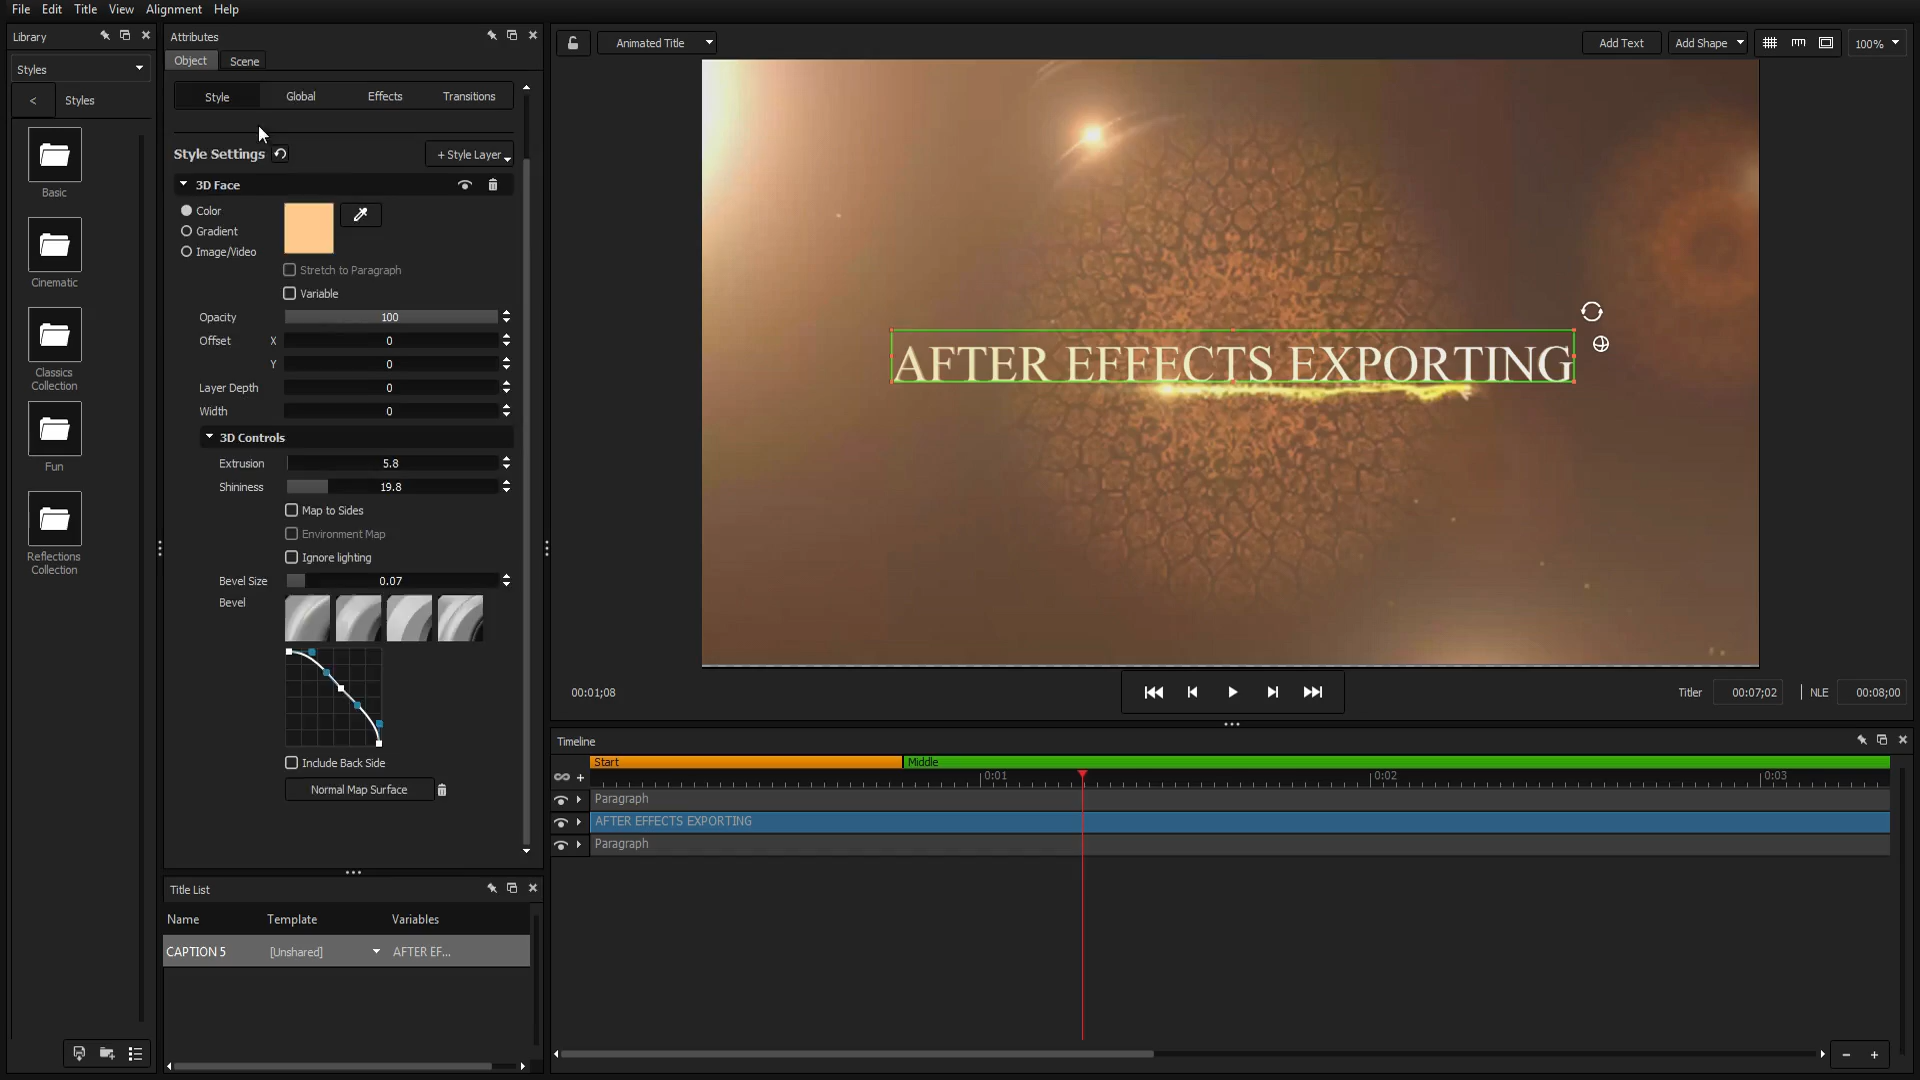 File Edit Title View Alignment Help
Library
Styles
< Styles
Basic
Cinematic
Classics
Collection
Fun
Reflections
Collection
Attributes
Object Scene
Style Global Effects Transitions
Style Settings + Style Layer
3D Face
Color
Gradient
Image/Video
Stretch to Paragraph
Variable
Opacity 100
Offset X 0
Y 0
Layer Depth 0
Width 0
3D Controls
Extrusion 5.8
Shininess 19.8
Map to Sides
Environment Map
Ignore lighting
Bevel Size 0.07
Bevel
Include Back Side
Normal Map Surface
Title List
Name Template Variables
CAPTION 5 [Unshared] AFTER EF...
Animated Title Add Text Add Shape 100%
AFTER EFFECTS EXPORTING
00:01;08 Titler 00:07;02 NLE 00:08;00
Timeline
Start Middle
0:01 0:02 0:03
Paragraph
AFTER EFFECTS EXPORTING
Paragraph